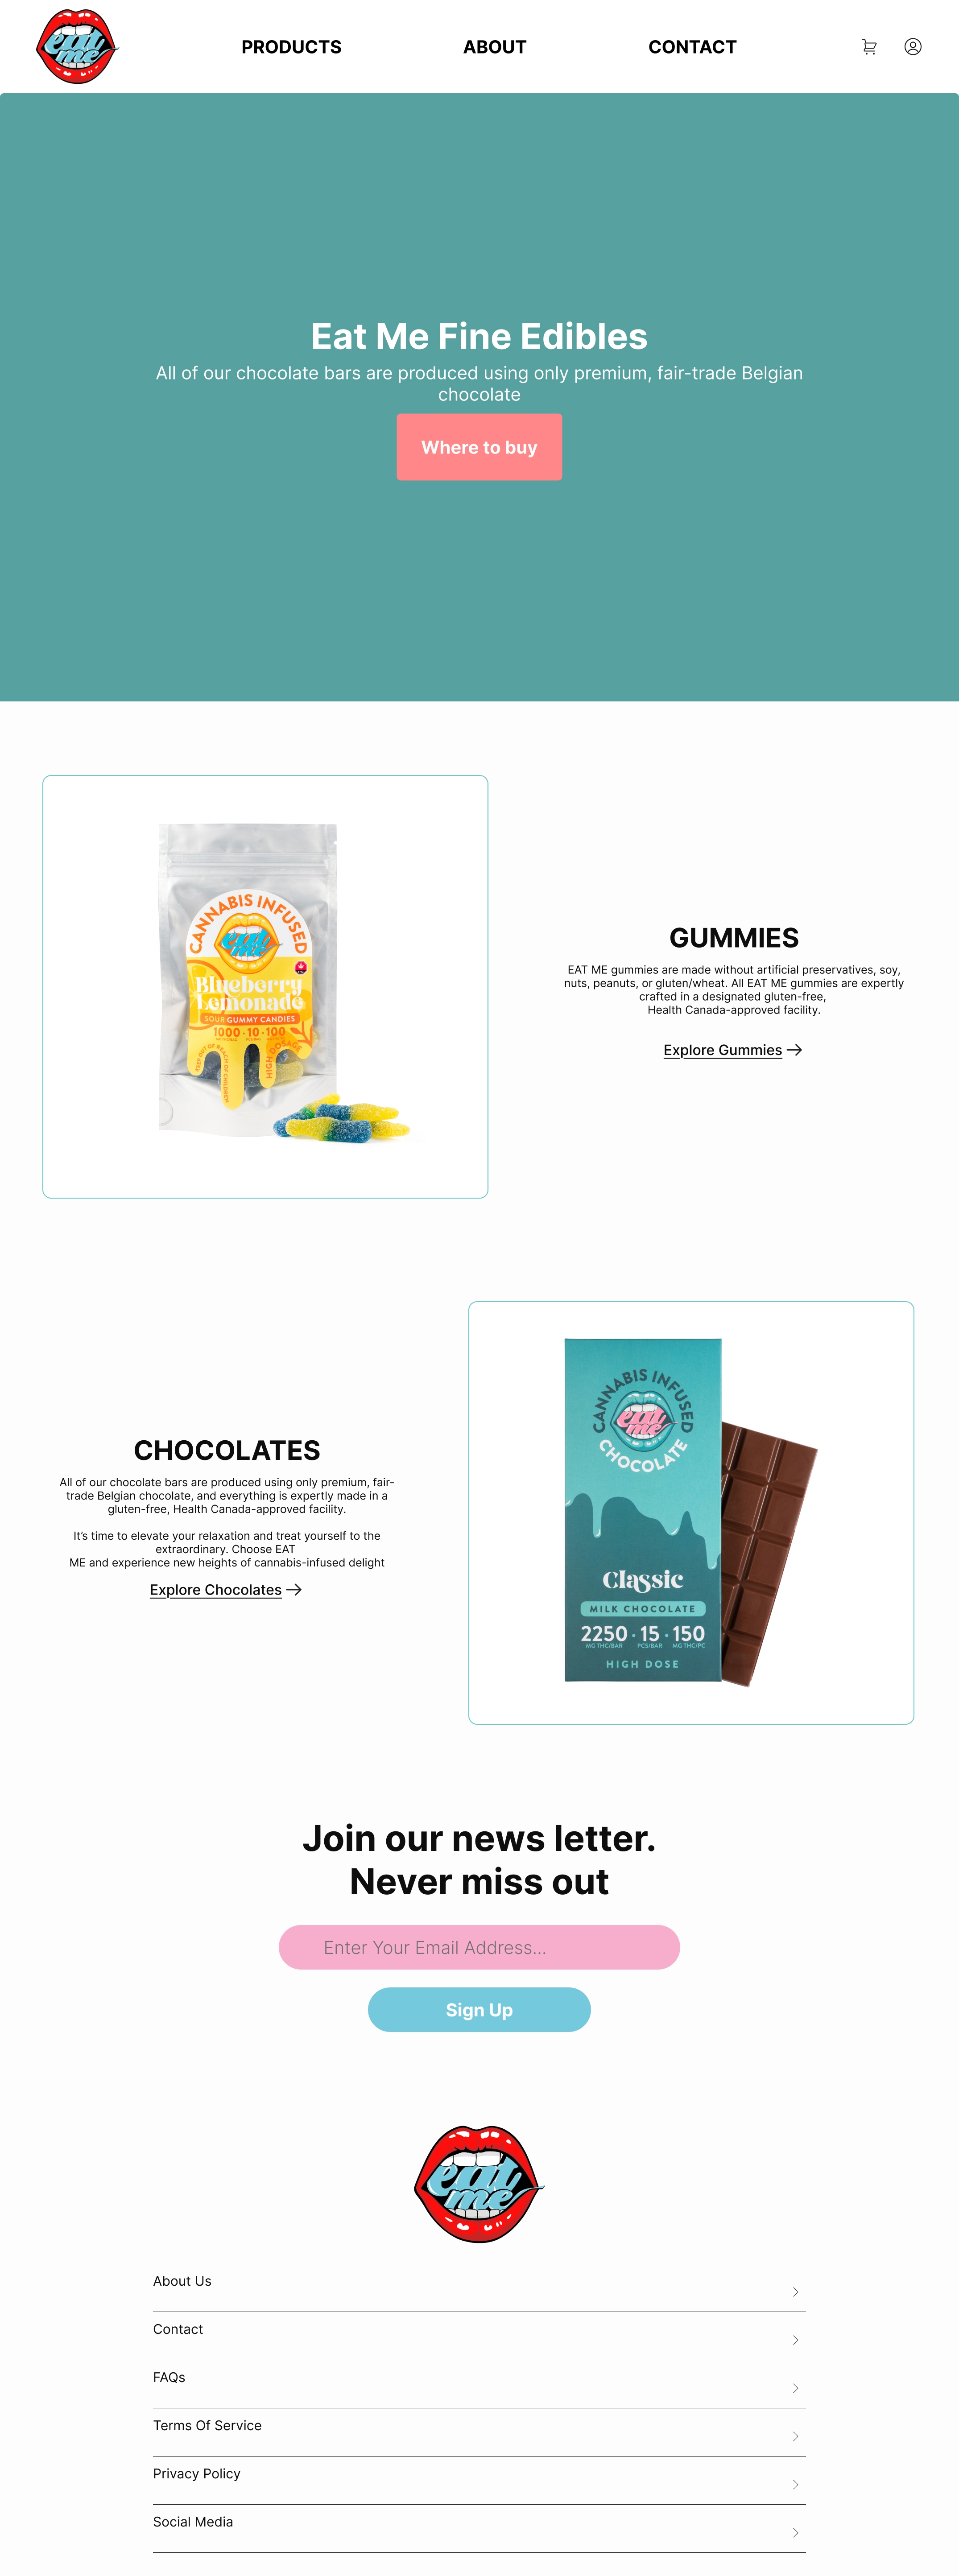 eat
me
PRODUCTS
ABOUT
CONTACT
Eat Me Fine Edibles
All of our chocolate bars are produced using only premium, fair-trade Belgian
chocolate
Where to buy
CANNABIS INFUSED
eat
me
Blueberry
Lemonade
SOUR GUMMY CANDIES
1000 · 10 · 100
KEEP OUT OF REACH OF CHILDREN
HIGH DOSAGE
GUMMIES
EAT ME gummies are made without artificial preservatives, soy,
nuts, peanuts, or gluten/wheat. All EAT ME gummies are expertly
crafted in a designated gluten-free,
Health Canada-approved facility.
Explore Gummies
CHOCOLATES
All of our chocolate bars are produced using only premium, fair-
trade Belgian chocolate, and everything is expertly made in a
gluten-free, Health Canada-approved facility.
It’s time to elevate your relaxation and treat yourself to the
extraordinary. Choose EAT
ME and experience new heights of cannabis-infused delight
Explore Chocolates
CANNABIS INFUSED
eat
me
CHOCOLATE
Classic
MILK CHOCOLATE
2250 · 15 · 150
MG THC/BAR PCS/BAR MG THC/PC
HIGH DOSE
Join our news letter.
Never miss out
Enter Your Email Address...
Sign Up
eat
me
About Us
Contact
FAQs
Terms Of Service
Privacy Policy
Social Media